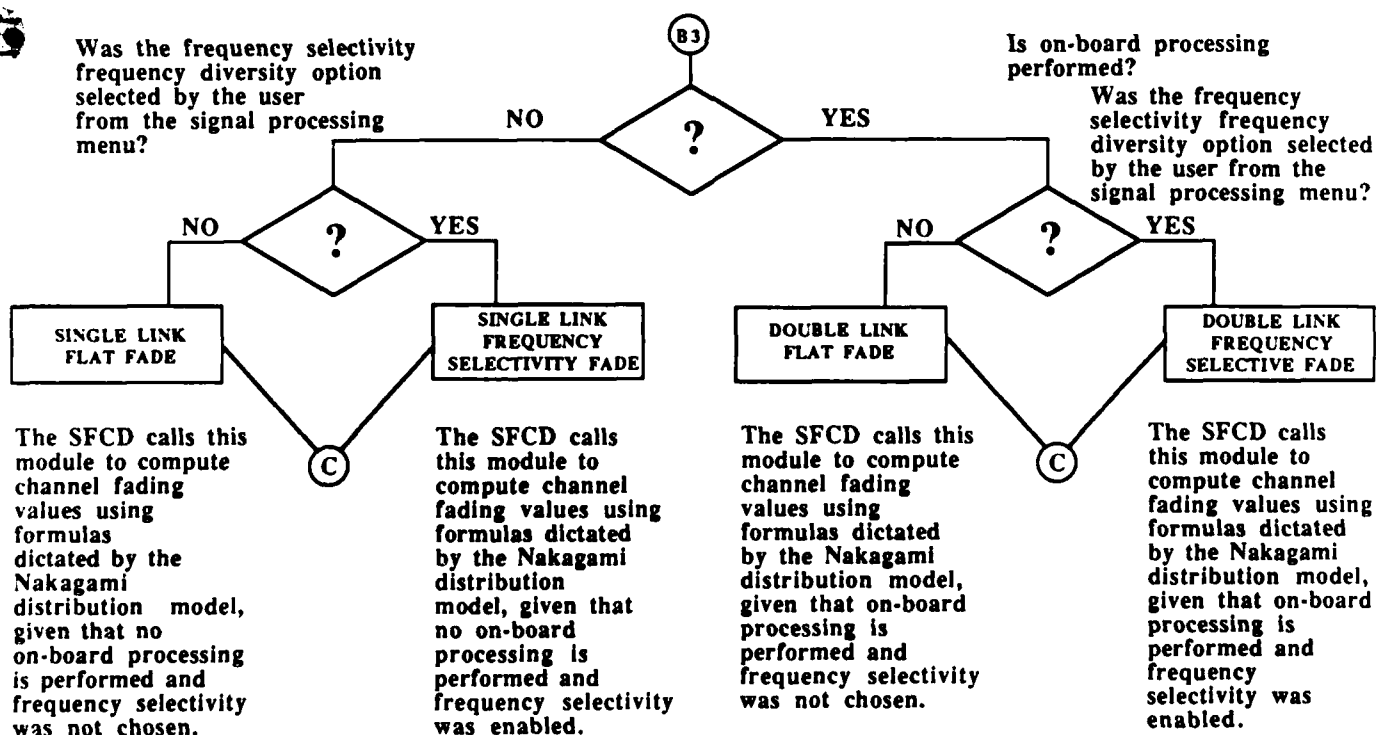 B3
Was the frequency selectivity
frequency diversity option
selected by the user
from the signal processing
menu?
Is on-board processing
performed?
Was the frequency
selectivity frequency
diversity option selected
by the user from the
signal processing menu?
NO
?
YES
NO
?
YES
NO
?
YES
SINGLE LINK
FLAT FADE
SINGLE LINK
FREQUENCY
SELECTIVITY FADE
DOUBLE LINK
FLAT FADE
DOUBLE LINK
FREQUENCY
SELECTIVE FADE
C
C
The SFCD calls this
module to compute
channel fading
values using
formulas
dictated by the
Nakagami
distribution model,
given that no
on-board processing
is performed and
frequency selectivity
was not chosen.
The SFCD calls
this module to
compute channel
fading values using
formulas dictated
by the Nakagami
distribution
model, given that
no on-board
processing is
performed and
frequency selectivity
was enabled.
The SFCD calls this
module to compute
channel fading
values using
formulas dictated
by the Nakagami
distribution model,
given that on-board
processing is
performed and
frequency selectivity
was not chosen.
The SFCD calls
this module to
compute channel
fading values using
formulas dictated
by the Nakagami
distribution model,
given that on-board
processing is
performed and
frequency
selectivity was
enabled.